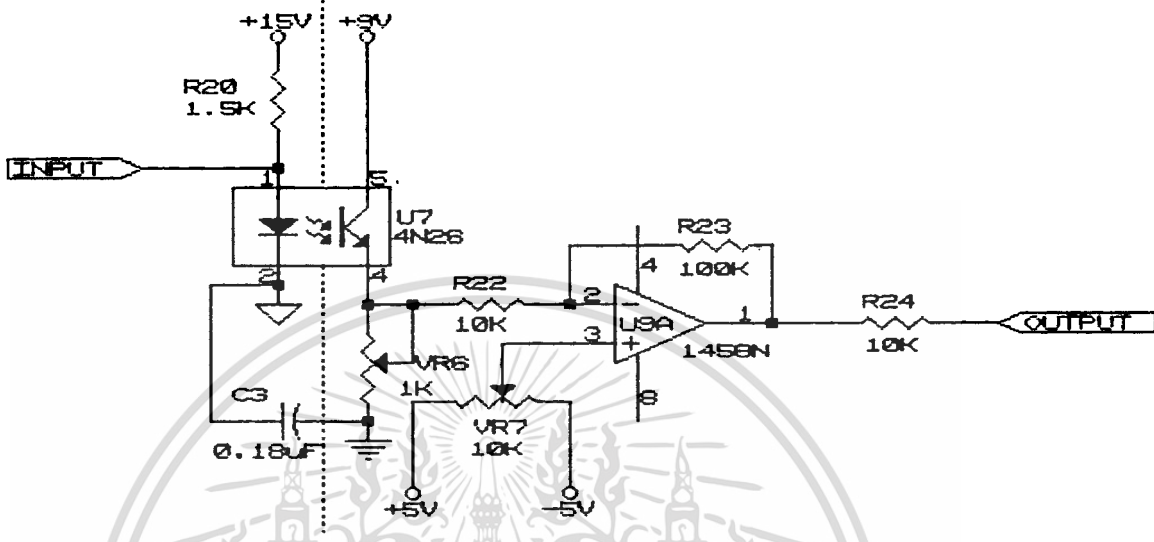 +15V
+9V
R20
1.5K
INPUT
1
5
U7
4N26
2
4
R22
10K
R23
100K
4
2
U9A
3
1
1458N
8
R24
10K
OUTPUT
VR6
1K
C3
0.18uF
VR7
10K
+5V
-5V